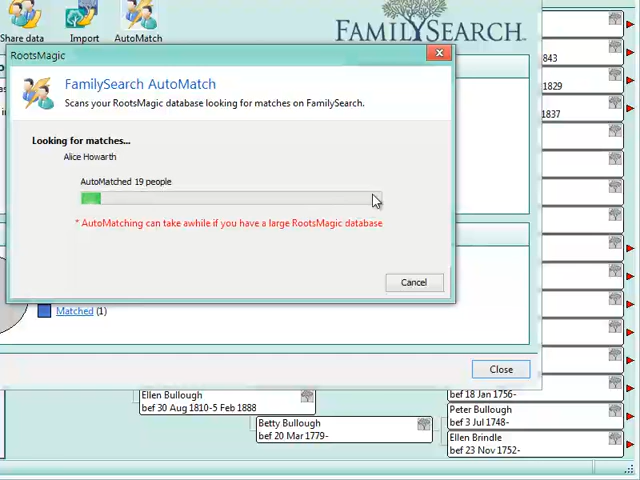 Share data
Import
AutoMatch
FAMILYSEARCH
RootsMagic
FamilySearch AutoMatch
Scans your RootsMagic database looking for matches on FamilySearch.
Looking for matches...
Alice Howarth
AutoMatched 19 people
* AutoMatching can take awhile if you have a large RootsMagic database
Cancel
Matched (1)
Close
843
1829
1837
Ellen Bullough
bef 30 Aug 1810-5 Feb 1888
Betty Bullough
bef 20 Mar 1779-
bef 18 Jan 1756-
Peter Bullough
bef 3 Jul 1748-
Ellen Brindle
bef 23 Nov 1752-